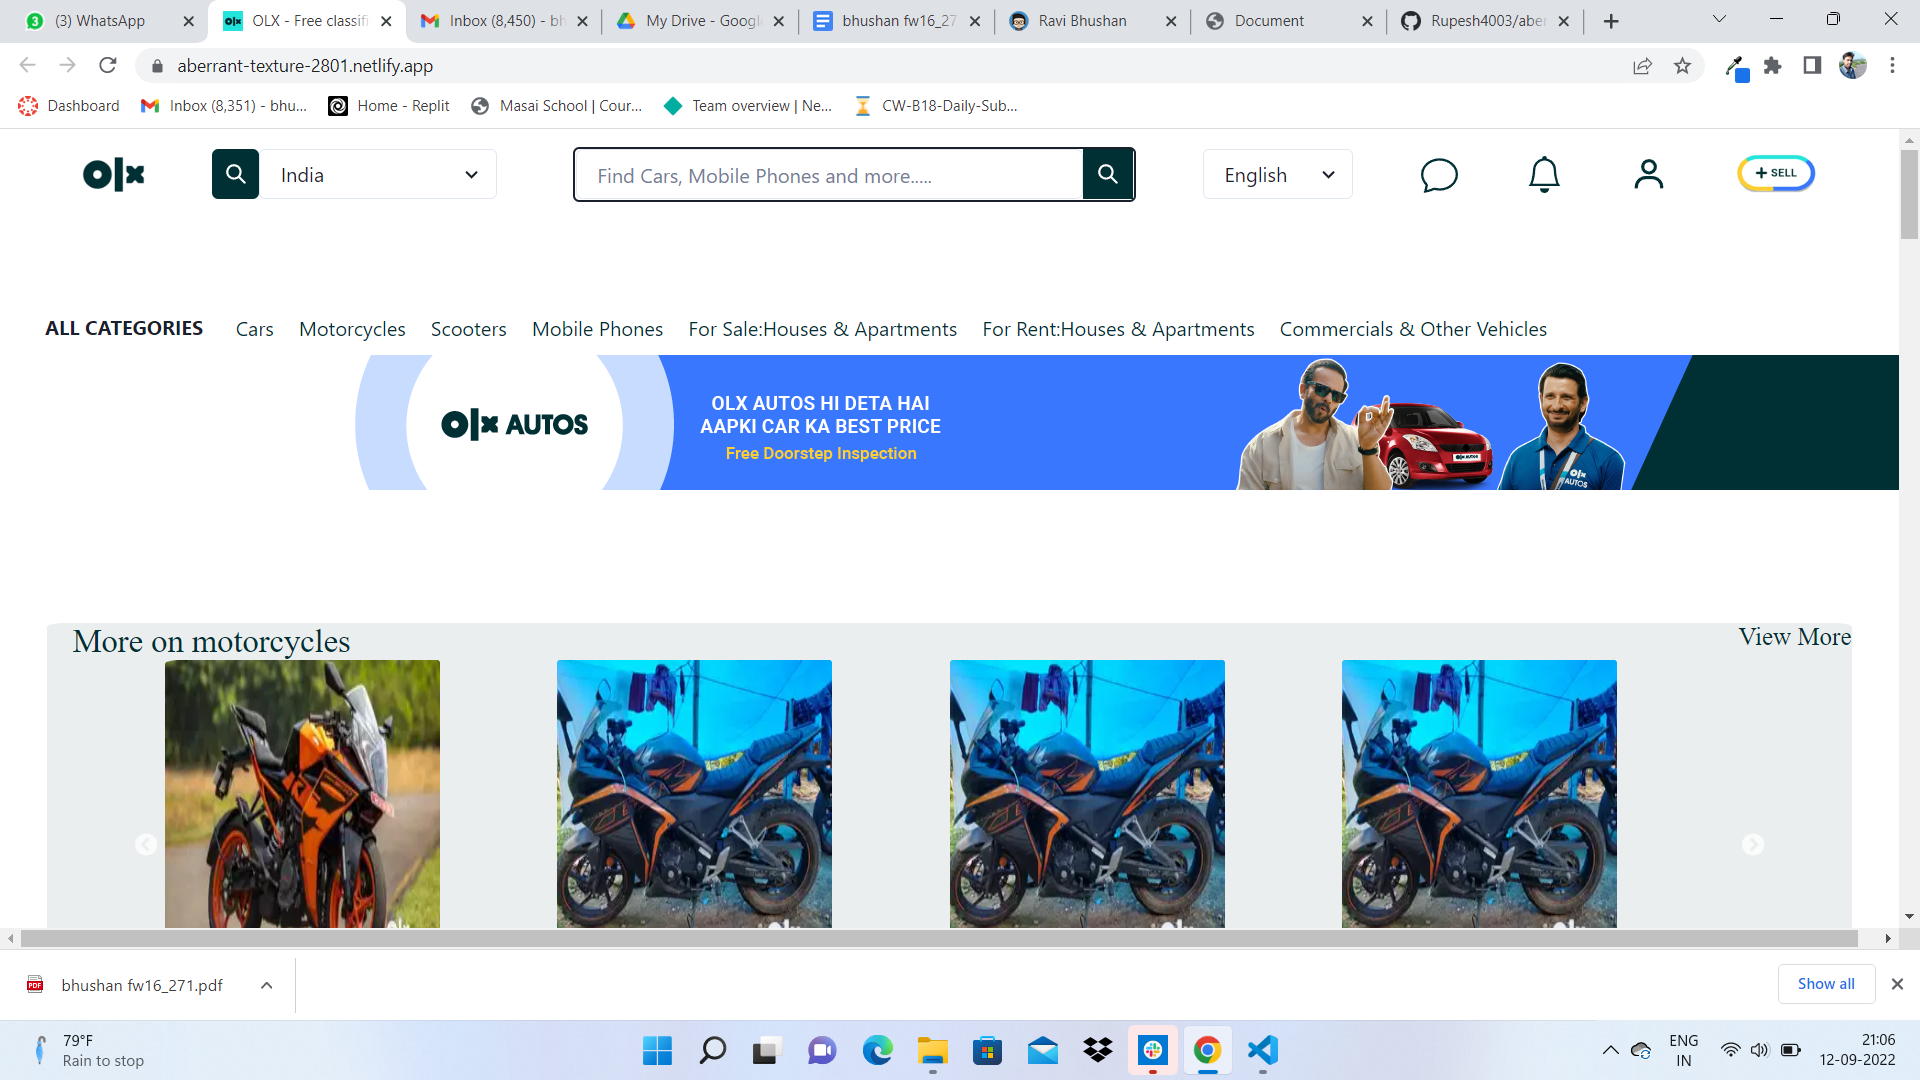 (3) WhatsApp
OLX - Free classifi
Inbox (8,450) - bh
My Drive - Google
bhushan fw16_27
Ravi Bhushan
Document
Rupesh4003/aber
aberrant-texture-2801.netlify.app
Dashboard
Inbox (8,351) - bhu...
Home - Replit
Masai School | Cour...
Team overview | Ne...
CW-B18-Daily-Sub...
olx
India
Find Cars, Mobile Phones and more.....
English
+ SELL
ALL CATEGORIES
Cars
Motorcycles
Scooters
Mobile Phones
For Sale:Houses & Apartments
For Rent:Houses & Apartments
Commercials & Other Vehicles
olx AUTOS
OLX AUTOS HI DETA HAI
AAPKI CAR KA BEST PRICE
Free Doorstep Inspection
olx AUTOS
olx
AUTOS
More on motorcycles
View More
bhushan fw16_271.pdf
Show all
79°F
Rain to stop
ENG
IN
21:06
12-09-2022